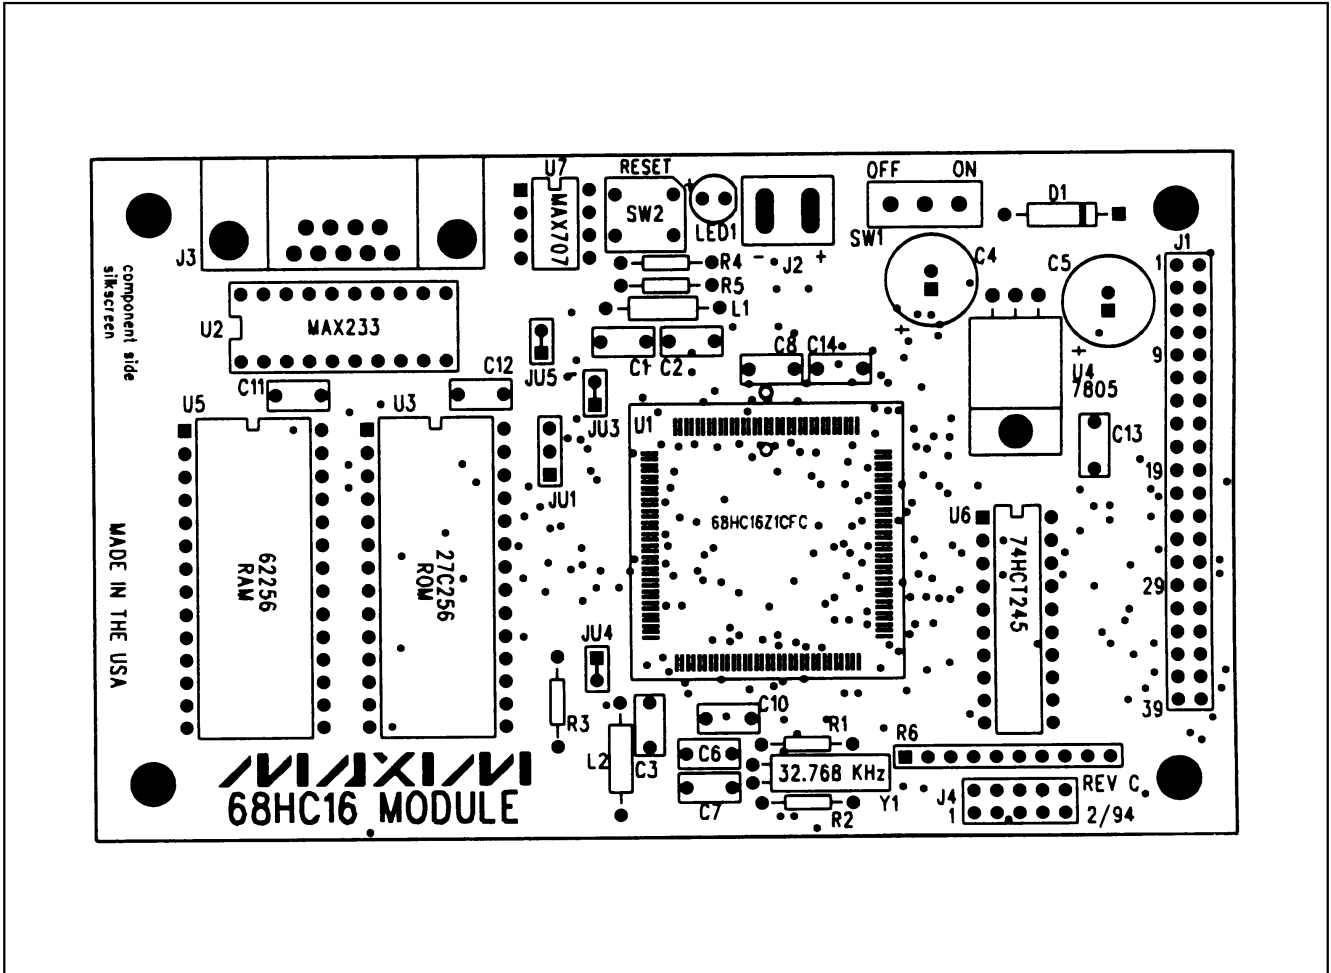 U7
RESET
OFF
ON
D1
MAX707
SW2
LED1
SW1
J1
J3
- J2 +
C4
C5
1
component side
silkscreen
R4
R5
L1
U2
MAX233
+
+
9
JU5
C1
C2
C8
C14
U4
7805
C11
C12
U5
U3
JU3
U1
C13
JU1
19
68HC16Z1CFC
U6
MADE IN THE USA
62256
RAM
27C256
ROM
74HCT245
29
JU4
R3
C10
39
L2
C3
C6
R1
R6
MAXIM
32.768 KHz
C7
Y1
R2
J4
1
REV C
2/94
68HC16 MODULE